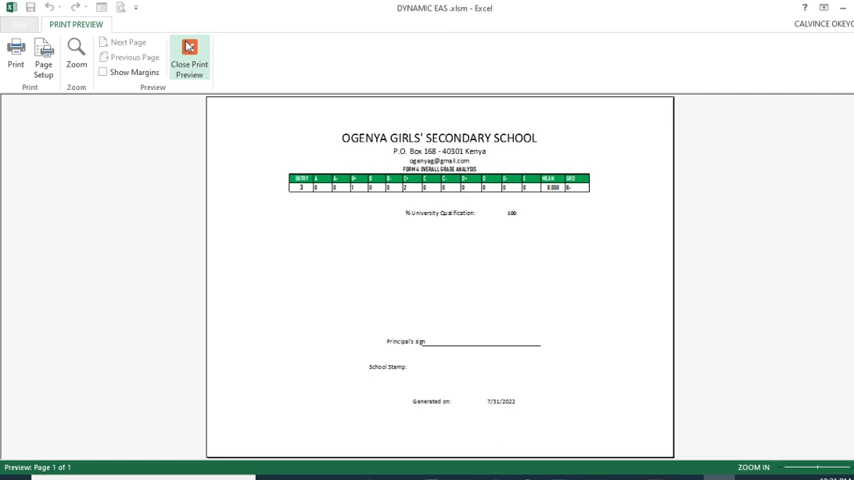 DYNAMIC EAS .xlsm - Excel
FILE
PRINT PREVIEW
CALVINCE OKEYO
Print
Page Setup
Zoom
Next Page
Previous Page
Show Margins
Close Print Preview
Print
Zoom
Preview
OGENYA GIRLS' SECONDARY SCHOOL
P.O. Box 168 - 40301 Kenya
ogenyag@gmail.com
FORM 4 OVERALL GRADE ANALYSIS
ENTRY A A- B+ B B- C+ C C- D+ D D- E MEAN GRD
3 0 0 1 0 0 2 0 0 0 0 0 0 8.000 B-
% University Qualification: 100
Principal's sign
School Stamp:
Generated on: 7/31/2022
Preview: Page 1 of 1
ZOOM IN